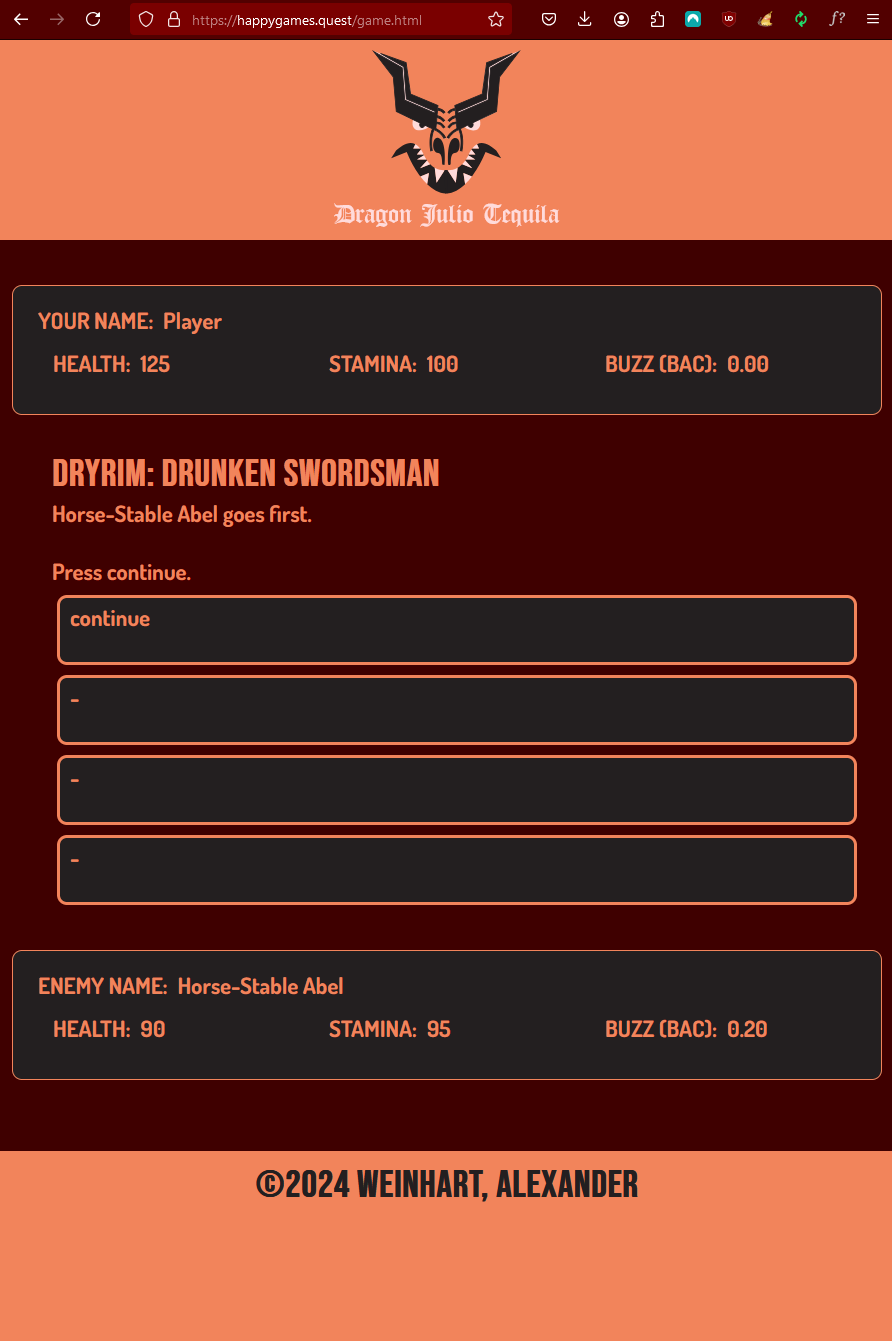 https://happygames.quest/game.html
Dragon Julio Tequila
YOUR NAME: Player
HEALTH: 125 STAMINA: 100 BUZZ (BAC): 0.00
DRYRIM: DRUNKEN SWORDSMAN
Horse-Stable Abel goes first.
Press continue.
continue
-
-
-
ENEMY NAME: Horse-Stable Abel
HEALTH: 90 STAMINA: 95 BUZZ (BAC): 0.20
©2024 WEINHART, ALEXANDER